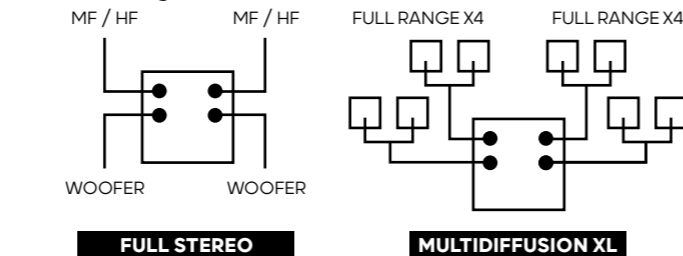 MF / HF MF / HF FULL RANGE X4 FULL RANGE X4
WOOFER WOOFER
FULL STEREO MULTIDIFFUSION XL